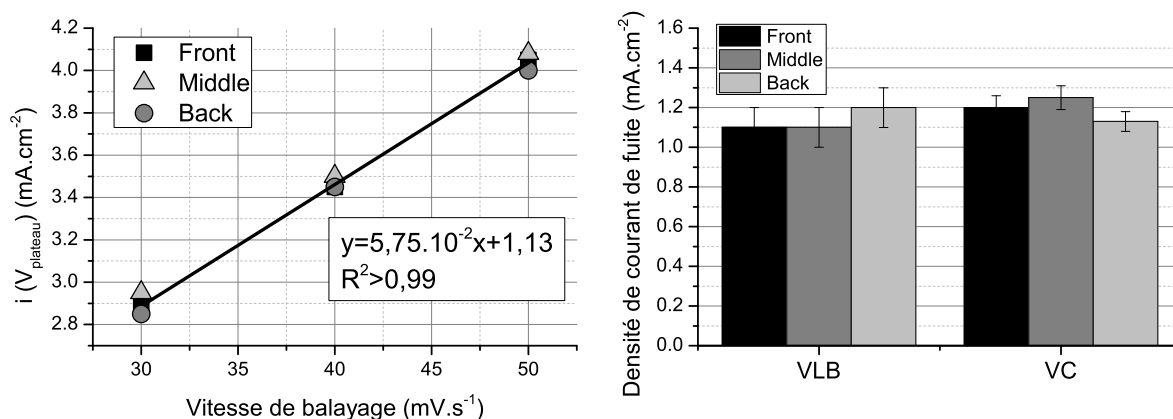 4.2
4.0
3.8
3.6
3.4
3.2
3.0
2.8
i (V_plateau) (mA.cm⁻²)
Front
Middle
Back
y=5,75.10⁻²x+1,13
R²>0,99
30 35 40 45 50
Vitesse de balayage (mV.s⁻¹)
1.6
1.4
1.2
1.0
0.8
0.6
0.4
0.2
0.0
Densité de courant de fuite (mA.cm⁻²)
Front
Middle
Back
VLB VC